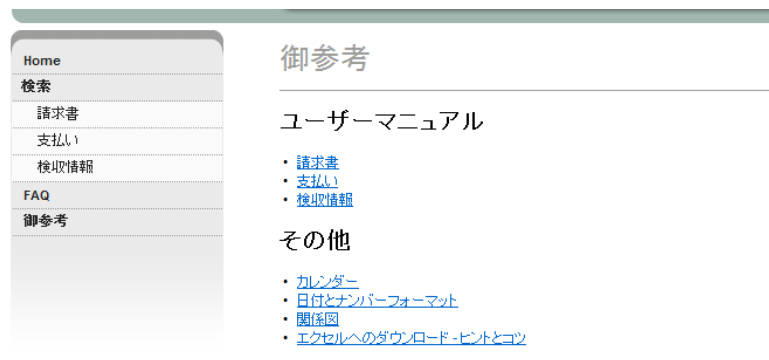 Home
検索
請求書
支払い
検収情報
FAQ
御参考
御参考
ユーザーマニュアル
・請求書
・支払い
・検収情報
その他
・カレンダー
・日付とナンバーフォーマット
・関係図
・エクセルへのダウンロード-ヒントとコツ